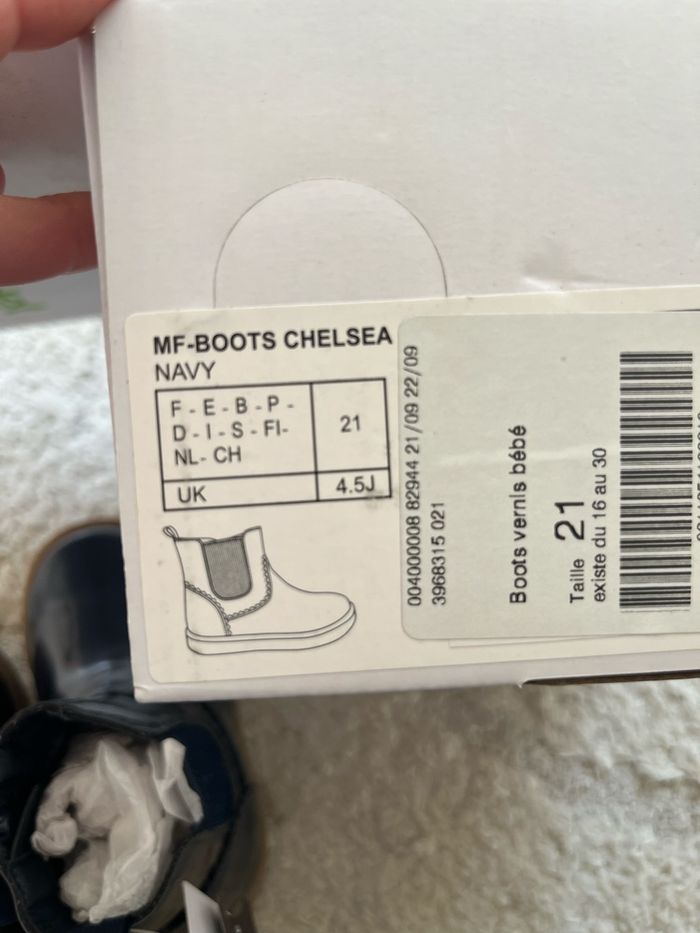 MF-BOOTS CHELSEA
NAVY
F - E - B - P -
D - I - S - FI-
NL- CH
21
UK
4.5J
004000008 82944 21/09 22/09
3968315 021
Boots vernis bébé
Taille 21
existe du 16 au 30